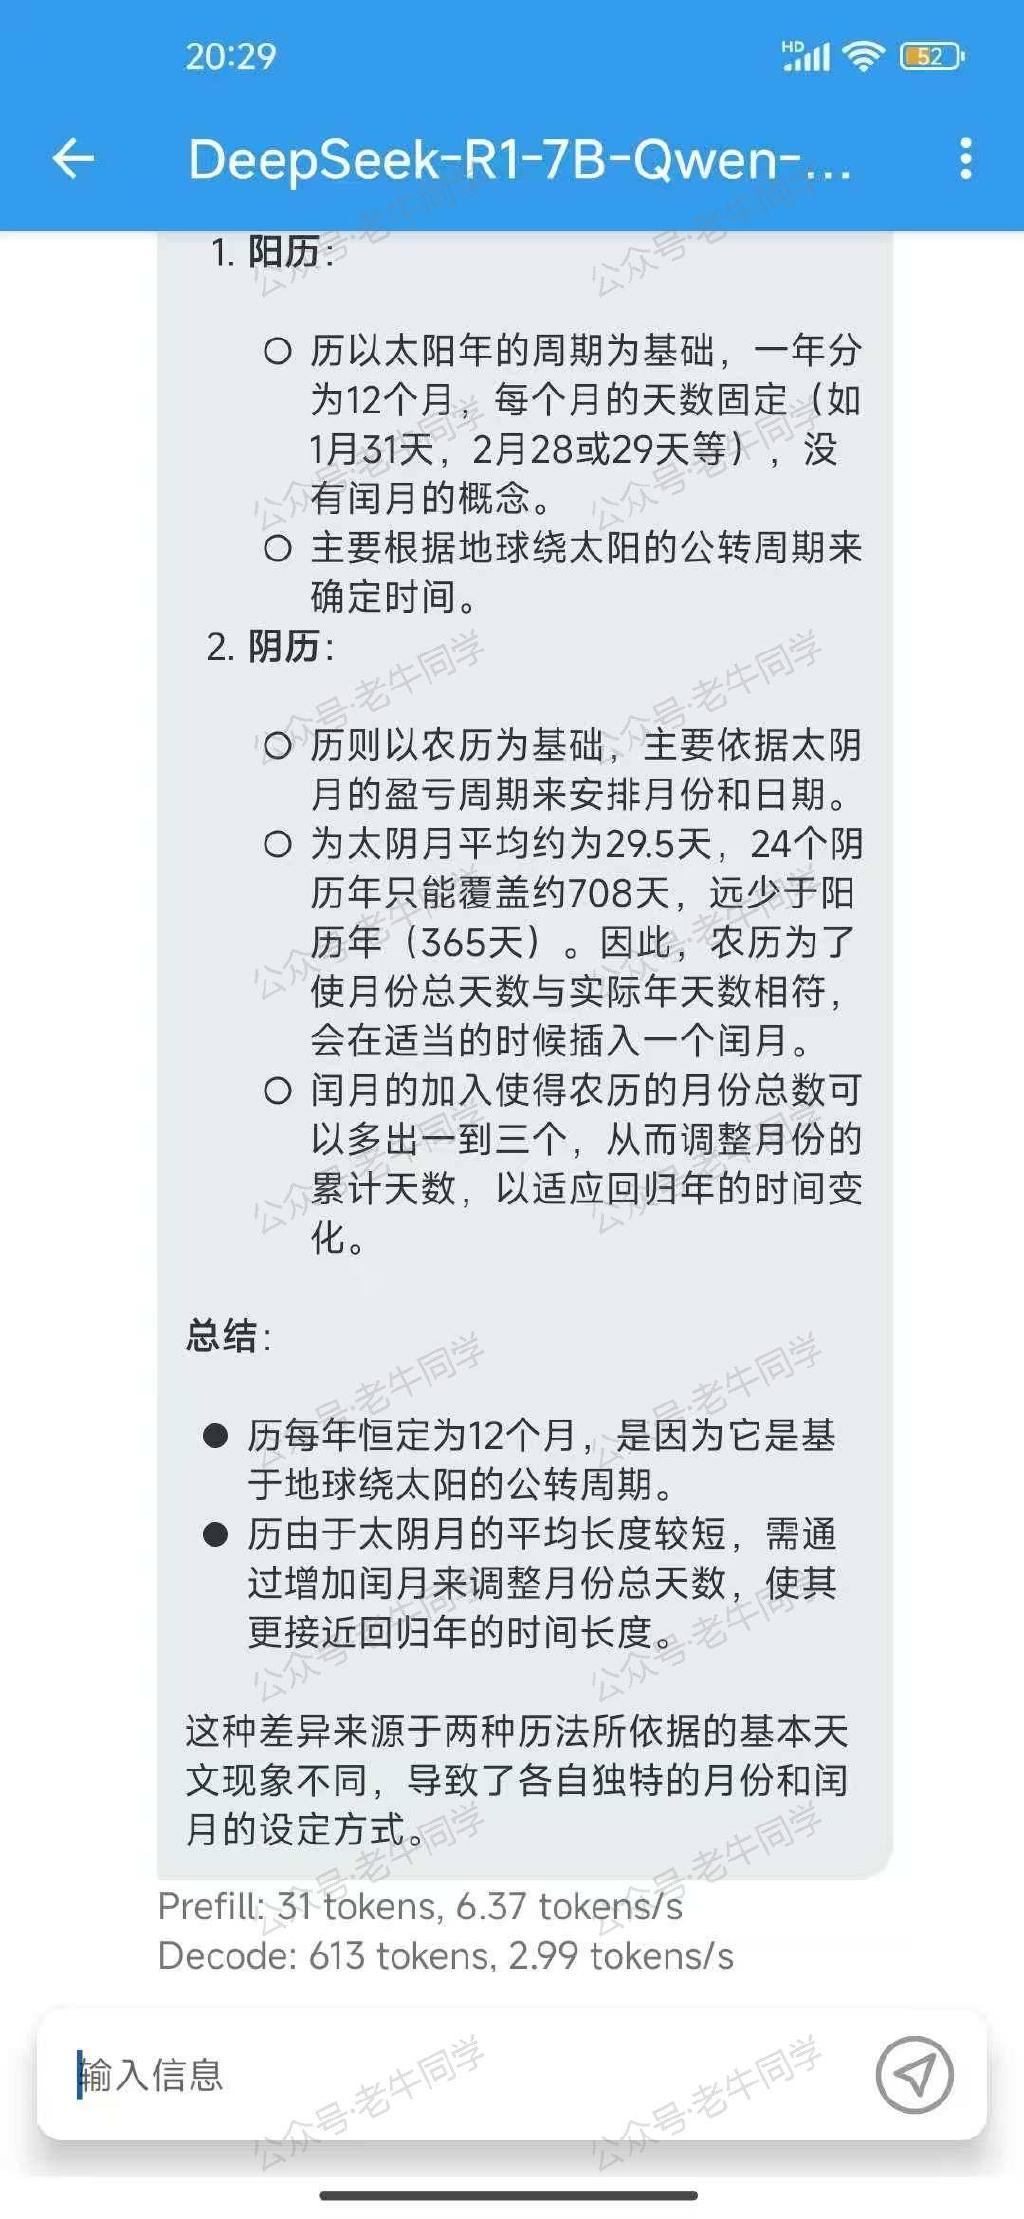 20:29
HD
52
DeepSeek-R1-7B-Qwen-...
1. 阳历：
历以太阳年的周期为基础，一年分
为12个月，每个月的天数固定（如
1月31天，2月28或29天等），没
有闰月的概念。
主要根据地球绕太阳的公转周期来
确定时间。
2. 阴历：
历则以农历为基础，主要依据太阴
月的盈亏周期来安排月份和日期。
为太阴月平均约为29.5天，24个阴
历年只能覆盖约708天，远少于阳
历年（365天）。因此，农历为了
使月份总天数与实际年天数相符，
会在适当的时候插入一个闰月。
闰月的加入使得农历的月份总数可
以多出一到三个，从而调整月份的
累计天数，以适应回归年的时间变
化。
总结：
历每年恒定为12个月，是因为它是基
于地球绕太阳的公转周期。
历由于太阴月的平均长度较短，需通
过增加闰月来调整月份总天数，使其
更接近回归年的时间长度。
这种差异来源于两种历法所依据的基本天
文现象不同，导致了各自独特的月份和闰
月的设定方式。
Prefill: 31 tokens, 6.37 tokens/s
Decode: 613 tokens, 2.99 tokens/s
输入信息
公众号·老牛同学